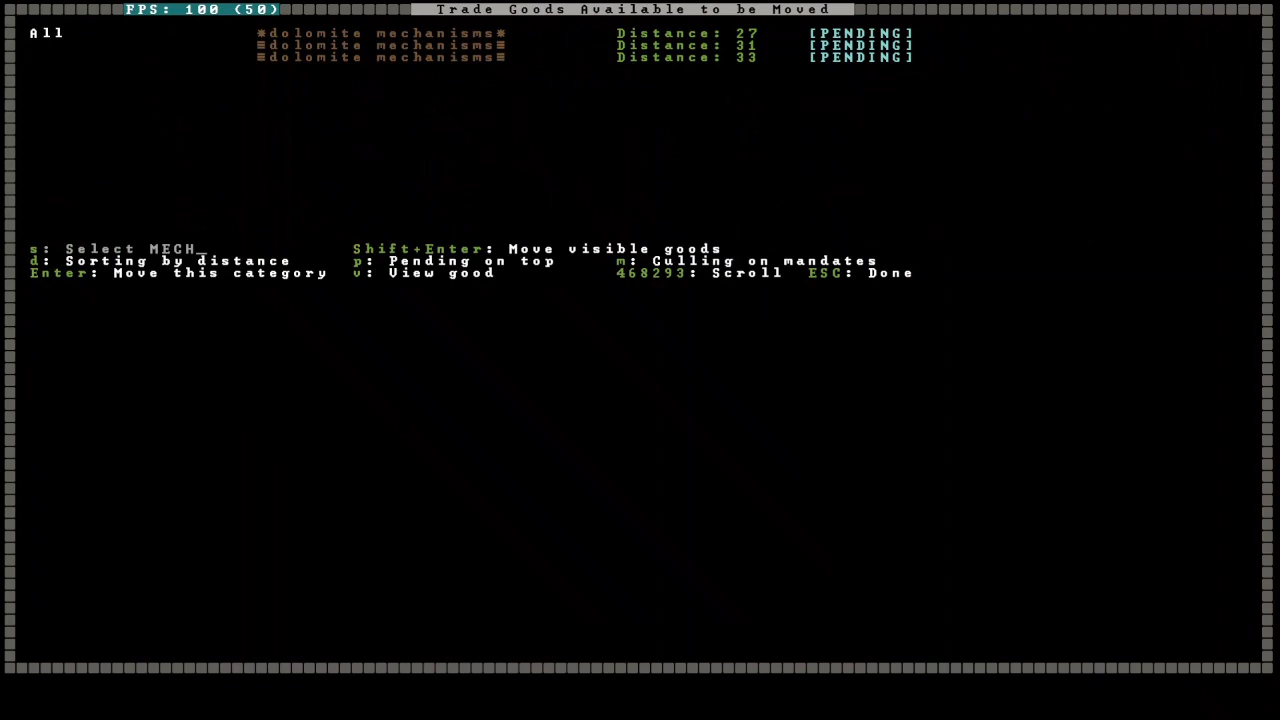 FPS: 100 (50) Trade Goods Available to be Moved
All *dolomite mechanisms* Distance: 27 [PENDING]
≡dolomite mechanisms≡ Distance: 31 [PENDING]
≡dolomite mechanisms≡ Distance: 33 [PENDING]
s: Select MECH_ Shift+Enter: Move visible goods
d: Sorting by distance p: Pending on top m: Culling on mandates
Enter: Move this category v: View good 468293: Scroll ESC: Done